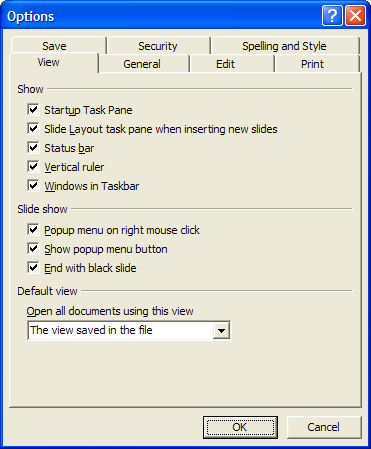 Options
Save Security Spelling and Style
View General Edit Print
Show
Startup Task Pane
Slide Layout task pane when inserting new slides
Status bar
Vertical ruler
Windows in Taskbar
Slide show
Popup menu on right mouse click
Show popup menu button
End with black slide
Default view
Open all documents using this view
The view saved in the file
OK Cancel